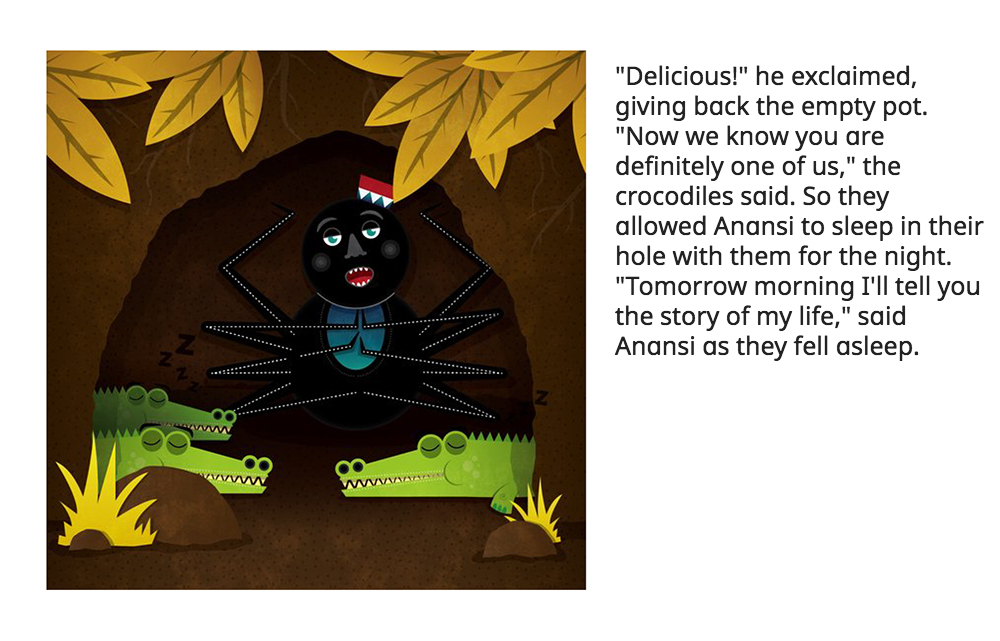 "Delicious!" he exclaimed,
giving back the empty pot.
"Now we know you are
definitely one of us," the
crocodiles said. So they
allowed Anansi to sleep in their
hole with them for the night.
"Tomorrow morning I'll tell you
the story of my life," said
Anansi as they fell asleep.
z z z z
z